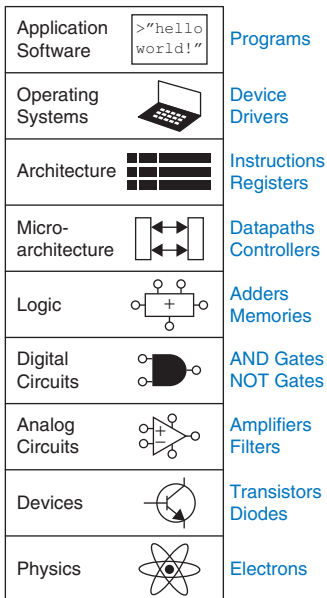 Application
Software
>"hello
world!"
Programs
Operating
Systems
Device
Drivers
Architecture
Instructions
Registers
Micro-
architecture
Datapaths
Controllers
Logic
+
Adders
Memories
Digital
Circuits
AND Gates
NOT Gates
Analog
Circuits
+
−
Amplifiers
Filters
Devices
Transistors
Diodes
Physics
Electrons